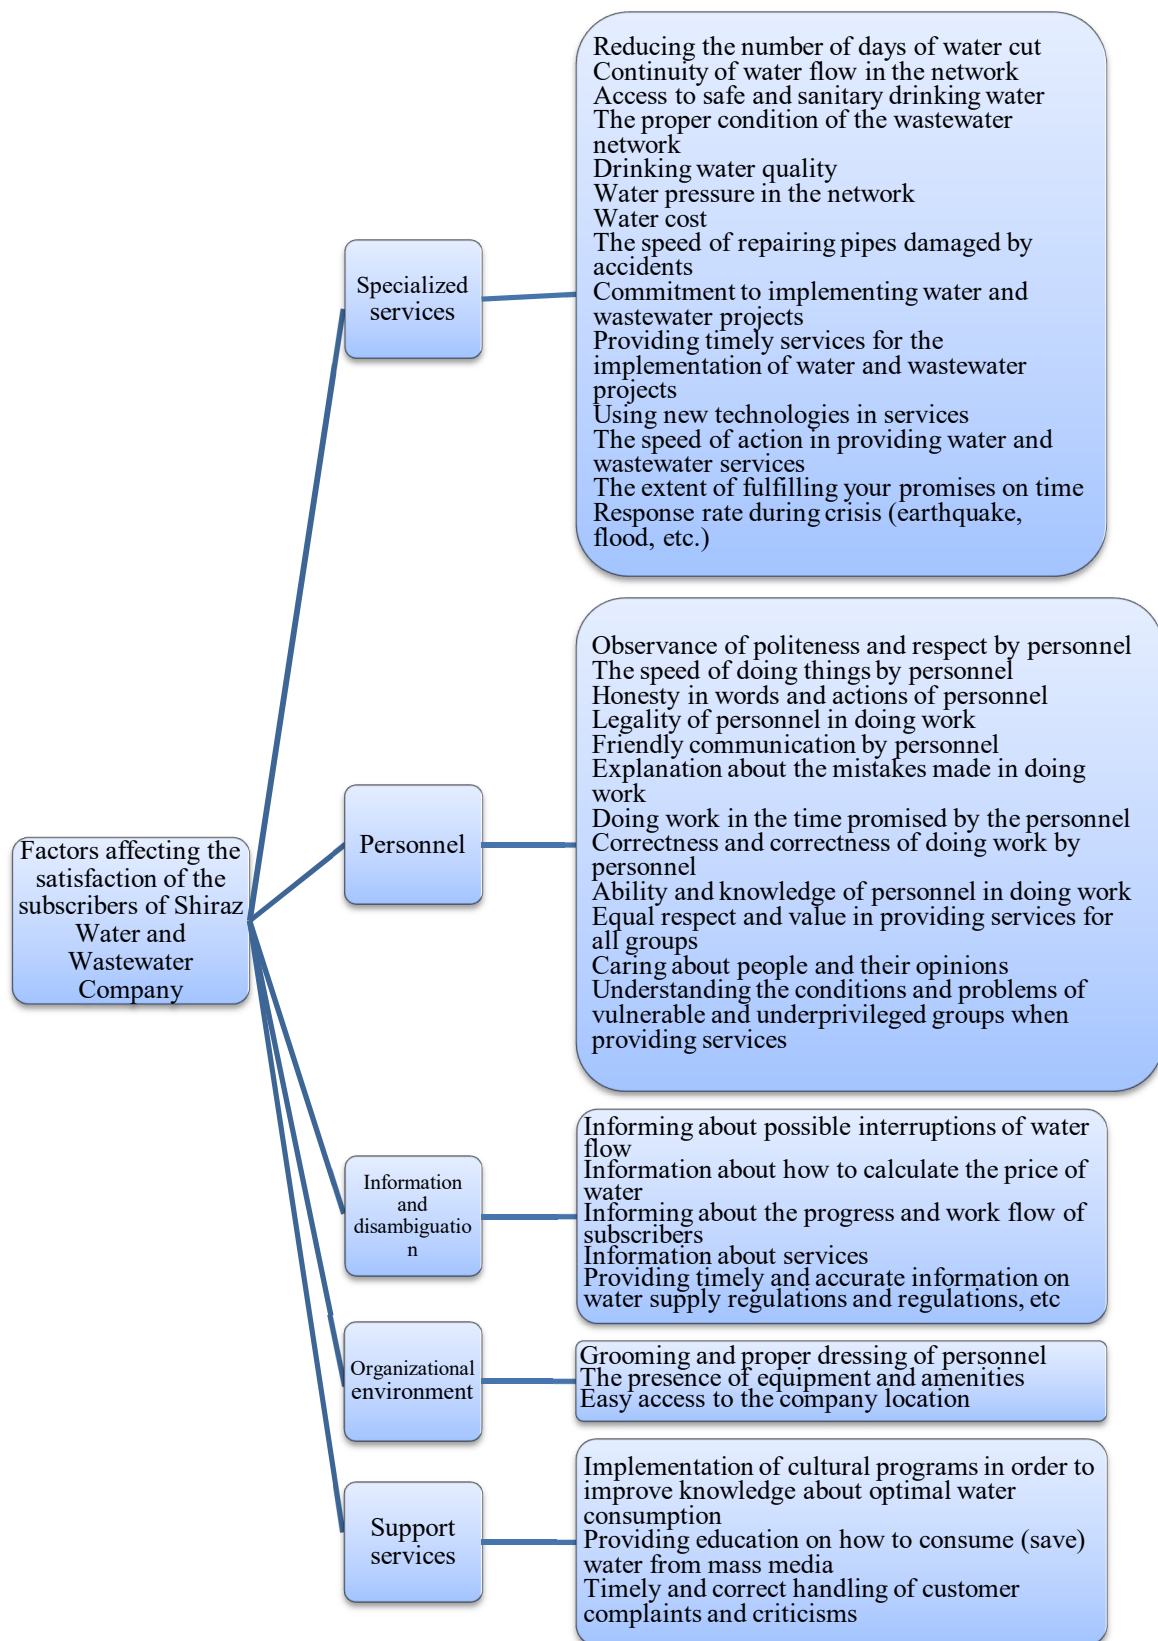 Factors affecting the
satisfaction of the
subscribers of Shiraz
Water and
Wastewater
Company
Specialized
services
Reducing the number of days of water cut
Continuity of water flow in the network
Access to safe and sanitary drinking water
The proper condition of the wastewater
network
Drinking water quality
Water pressure in the network
Water cost
The speed of repairing pipes damaged by
accidents
Commitment to implementing water and
wastewater projects
Providing timely services for the
implementation of water and wastewater
projects
Using new technologies in services
The speed of action in providing water and
wastewater services
The extent of fulfilling your promises on time
Response rate during crisis (earthquake,
flood, etc.)
Personnel
Observance of politeness and respect by personnel
The speed of doing things by personnel
Honesty in words and actions of personnel
Legality of personnel in doing work
Friendly communication by personnel
Explanation about the mistakes made in doing
work
Doing work in the time promised by the personnel
Correctness and correctness of doing work by
personnel
Ability and knowledge of personnel in doing work
Equal respect and value in providing services for
all groups
Caring about people and their opinions
Understanding the conditions and problems of
vulnerable and underprivileged groups when
providing services
Information
and
disambiguatio
n
Informing about possible interruptions of water
flow
Information about how to calculate the price of
water
Informing about the progress and work flow of
subscribers
Information about services
Providing timely and accurate information on
water supply regulations and regulations, etc
Organizational
environment
Grooming and proper dressing of personnel
The presence of equipment and amenities
Easy access to the company location
Support
services
Implementation of cultural programs in order to
improve knowledge about optimal water
consumption
Providing education on how to consume (save)
water from mass media
Timely and correct handling of customer
complaints and criticisms